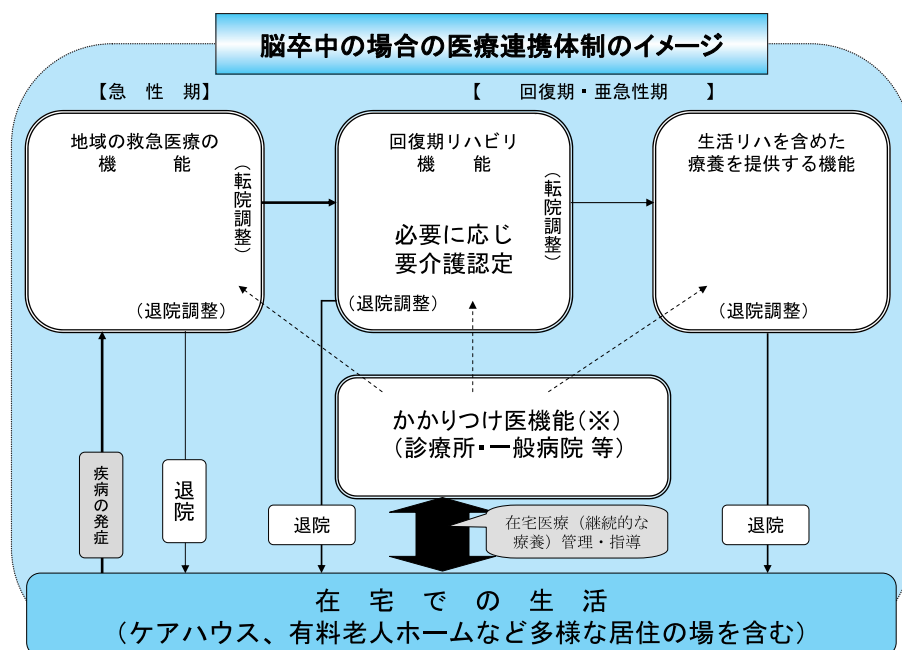 脳卒中の場合の医療連携体制のイメージ
【急 性 期】
【 回復期・亜急性期 】
地域の救急医療の
機 能
(転院調整)
(退院調整)
回復期リハビリ
機 能
(転院調整)
必要に応じ
要介護認定
(退院調整)
生活リハを含めた
療養を提供する機能
(退院調整)
かかりつけ医機能(※)
(診療所・一般病院 等)
疾病の発症
退院
退院
在宅医療(継続的な
療養)管理・指導
退院
在 宅 で の 生 活
(ケアハウス、有料老人ホームなど多様な居住の場を含む)